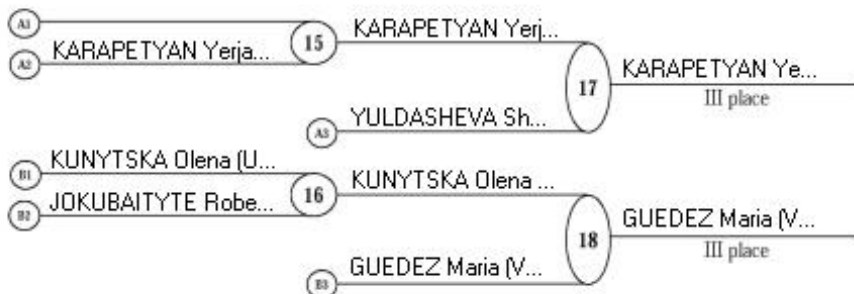 A1
A2 KARAPETYAN Yerja...
15
KARAPETYAN Yerj...
A3 YULDASHEVA Sh...
17
KARAPETYAN Ye...
III place
B1 KUNYTSKA Olena (U...
B2 JOKUBAITYTE Robe...
16
KUNYTSKA Olena ...
B3 GUEDEZ Maria (V...
18
GUEDEZ Maria (V...
III place